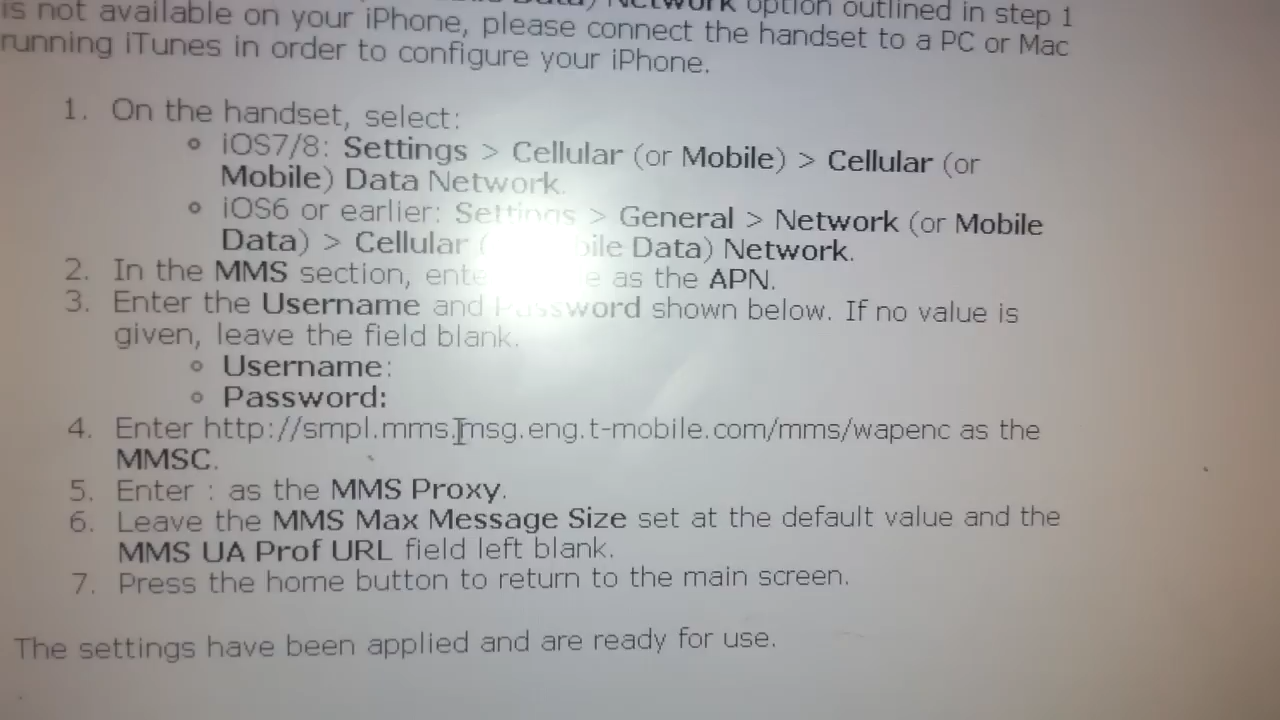 Network option outlined in step 1
is not available on your iPhone, please connect the handset to a PC or Mac
running iTunes in order to configure your iPhone.
1. On the handset, select:
iOS7/8: Settings > Cellular (or Mobile) > Cellular (or
Mobile) Data Network.
iOS6 or earlier: Settings > General > Network (or Mobile
Data) > Cellular ( Data) Network.
2. In the MMS section, as the APN.
3. Enter the Username and Password shown below. If no value is
given, leave the field blank.
Username:
Password:
4. Enter http://smpl.mms.msg.eng.t-mobile.com/mms/wapenc as the
MMSC.
5. Enter : as the MMS Proxy.
6. Leave the MMS Max Message Size set at the default value and the
MMS UA Prof URL field left blank.
7. Press the home button to return to the main screen.
The settings have been applied and are ready for use.